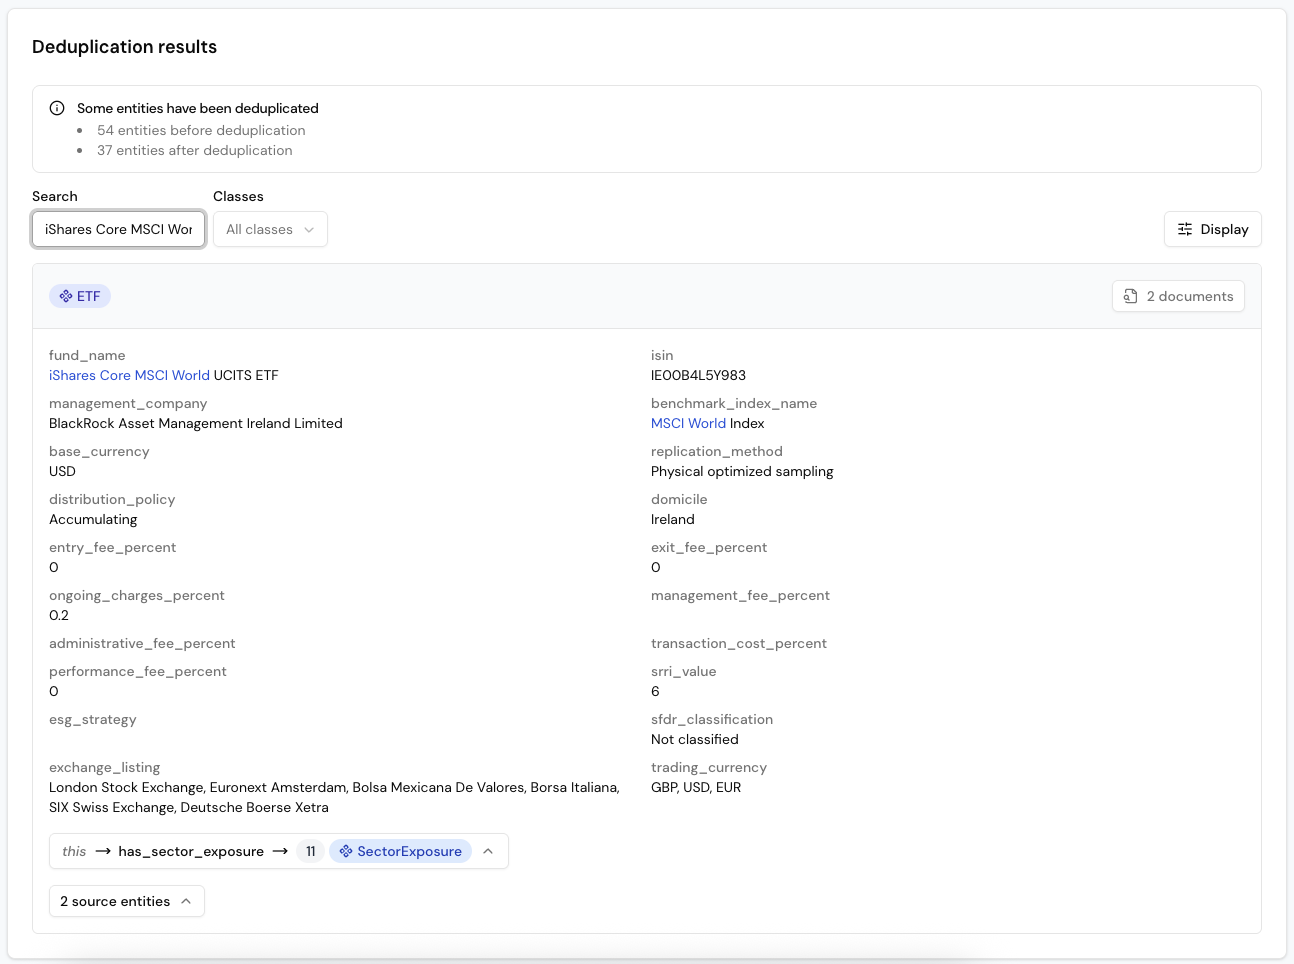 Deduplication results
Some entities have been deduplicated
54 entities before deduplication
37 entities after deduplication
Search
Classes
iShares Core MSCI Wor
All classes
Display
ETF
2 documents
fund_name
iShares Core MSCI World UCITS ETF
isin
IE00B4L5Y983
management_company
BlackRock Asset Management Ireland Limited
benchmark_index_name
MSCI World Index
base_currency
USD
replication_method
Physical optimized sampling
distribution_policy
Accumulating
domicile
Ireland
entry_fee_percent
0
exit_fee_percent
0
ongoing_charges_percent
0.2
management_fee_percent
administrative_fee_percent
transaction_cost_percent
performance_fee_percent
0
srri_value
6
esg_strategy
sfdr_classification
Not classified
exchange_listing
London Stock Exchange, Euronext Amsterdam, Bolsa Mexicana De Valores, Borsa Italiana,
SIX Swiss Exchange, Deutsche Boerse Xetra
trading_currency
GBP, USD, EUR
this → has_sector_exposure → 11 SectorExposure
2 source entities